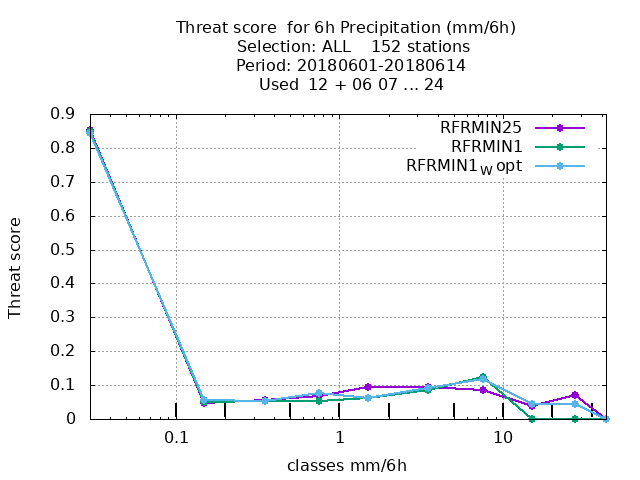 Threat score  for 6h Precipitation (mm/6h)
Selection: ALL    152 stations
Period: 20180601-20180614
Used  12 + 06 07 ... 24
RFRMIN25
RFRMIN1
RFRMIN1W opt
0.9
0.8
0.7
0.6
0.5
0.4
0.3
0.2
0.1
0
Threat score
0.1 1 10
classes mm/6h